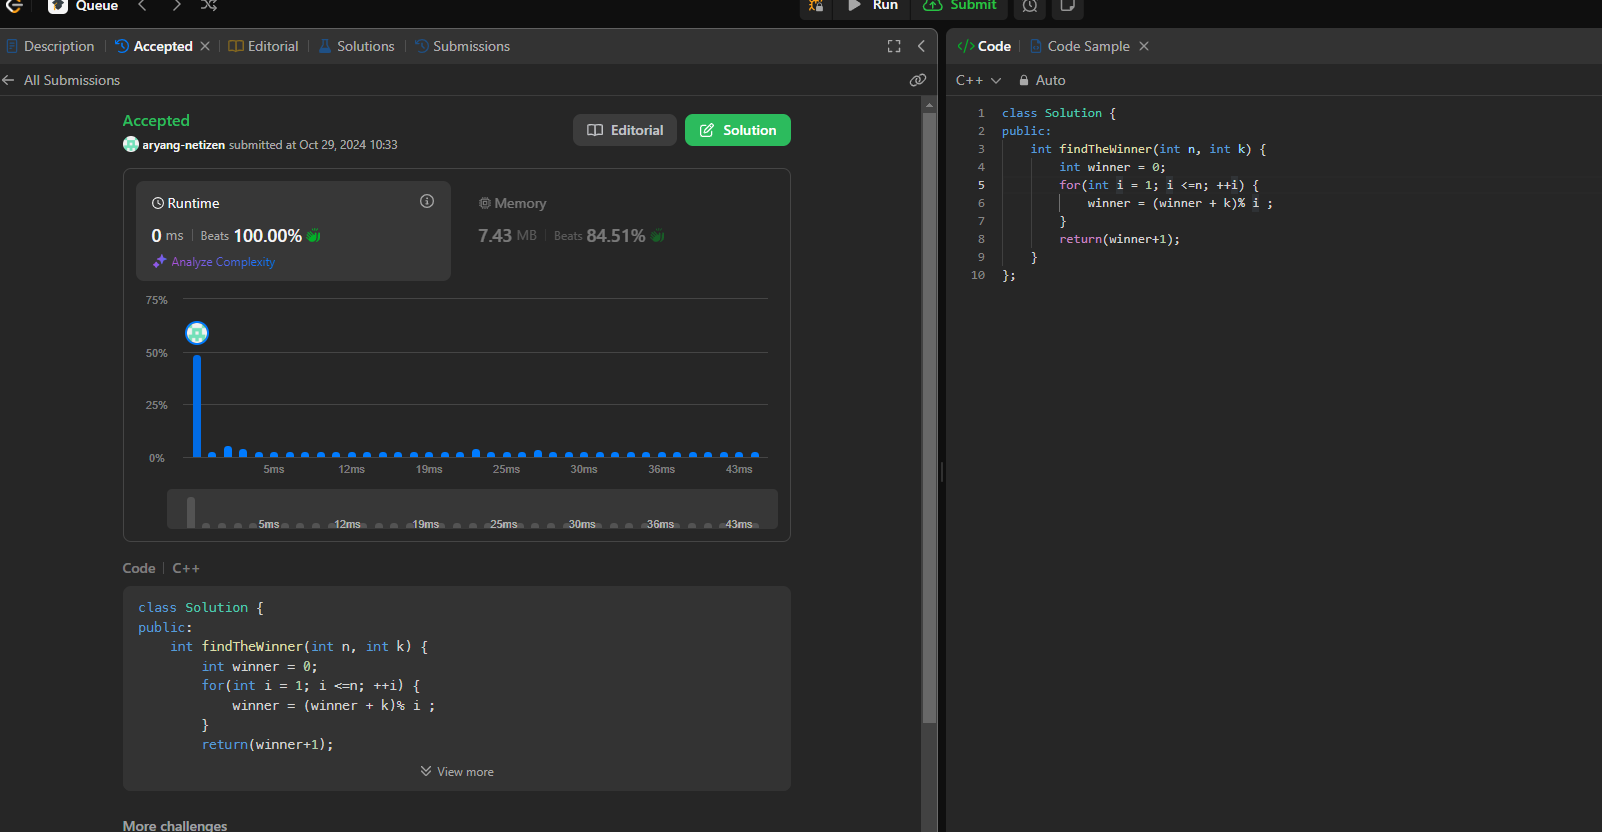 Queue Run Submit
Description Accepted Editorial Solutions Submissions
All Submissions
Accepted
aryang-netizen submitted at Oct 29, 2024 10:33
Editorial Solution
Runtime
0 ms Beats 100.00%
Analyze Complexity
Memory
7.43 MB Beats 84.51%
75%
50%
25%
0%
5ms 12ms 19ms 25ms 30ms 36ms 43ms
5ms 12ms 19ms 25ms 30ms 36ms 43ms
Code C++
class Solution {
public:
int findTheWinner(int n, int k) {
int winner = 0;
for(int i = 1; i <=n; ++i) {
winner = (winner + k)% i ;
}
return(winner+1);
View more
More challenges
</> Code Code Sample
C++ Auto
1 class Solution {
2 public:
3 int findTheWinner(int n, int k) {
4 int winner = 0;
5 for(int i = 1; i <=n; ++i) {
6 winner = (winner + k)% i ;
7 }
8 return(winner+1);
9 }
10 };